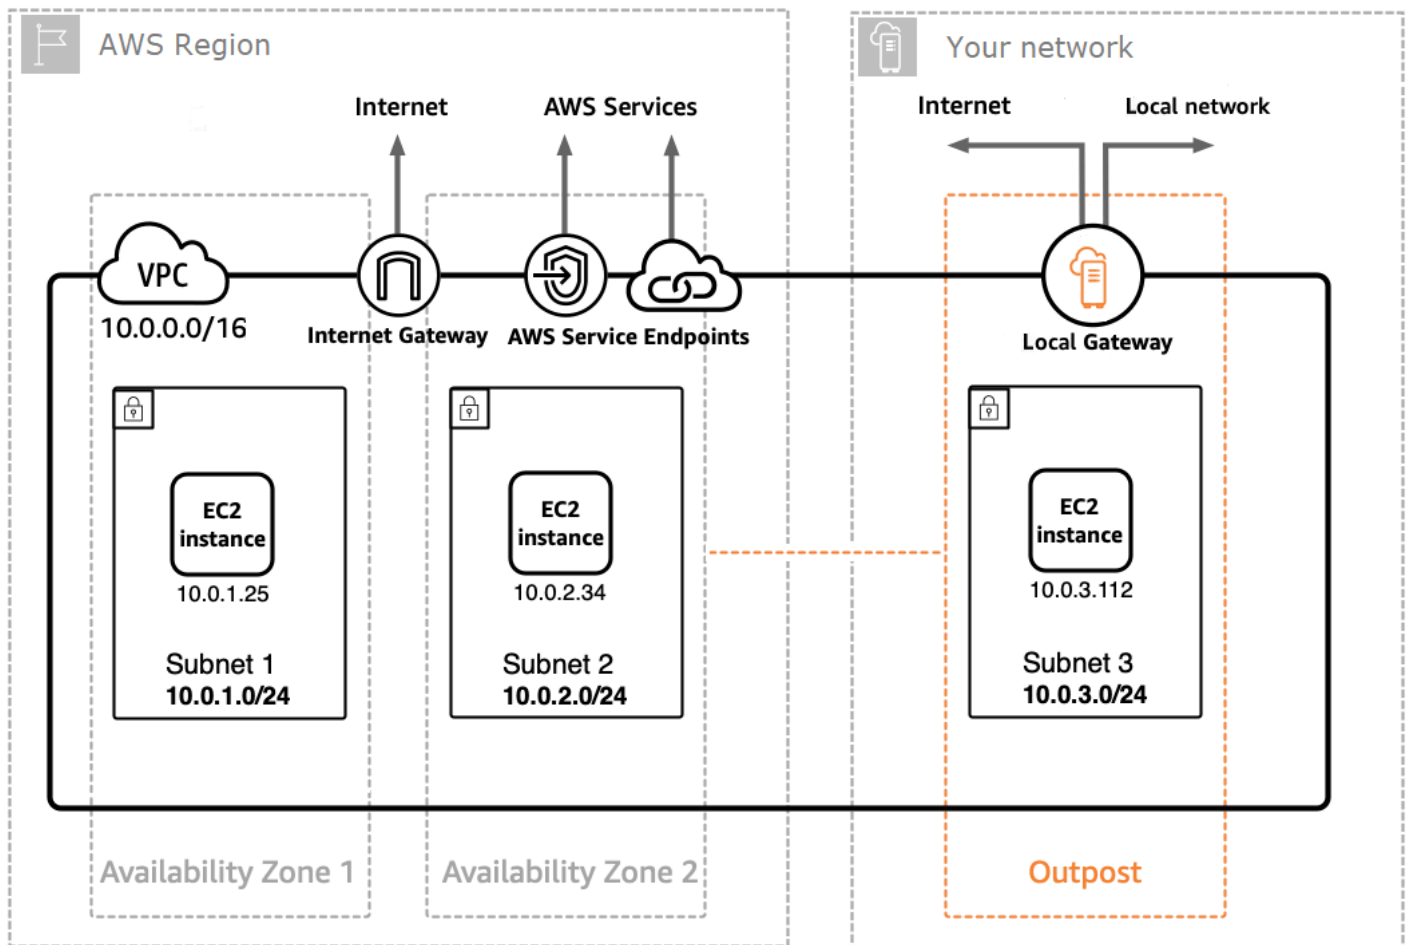 AWS Region
Your network
Internet
AWS Services
Internet
Local network
VPC
10.0.0.0/16
Internet Gateway
AWS Service Endpoints
Local Gateway
EC2
instance
10.0.1.25
Subnet 1
10.0.1.0/24
EC2
instance
10.0.2.34
Subnet 2
10.0.2.0/24
EC2
instance
10.0.3.112
Subnet 3
10.0.3.0/24
Availability Zone 1
Availability Zone 2
Outpost